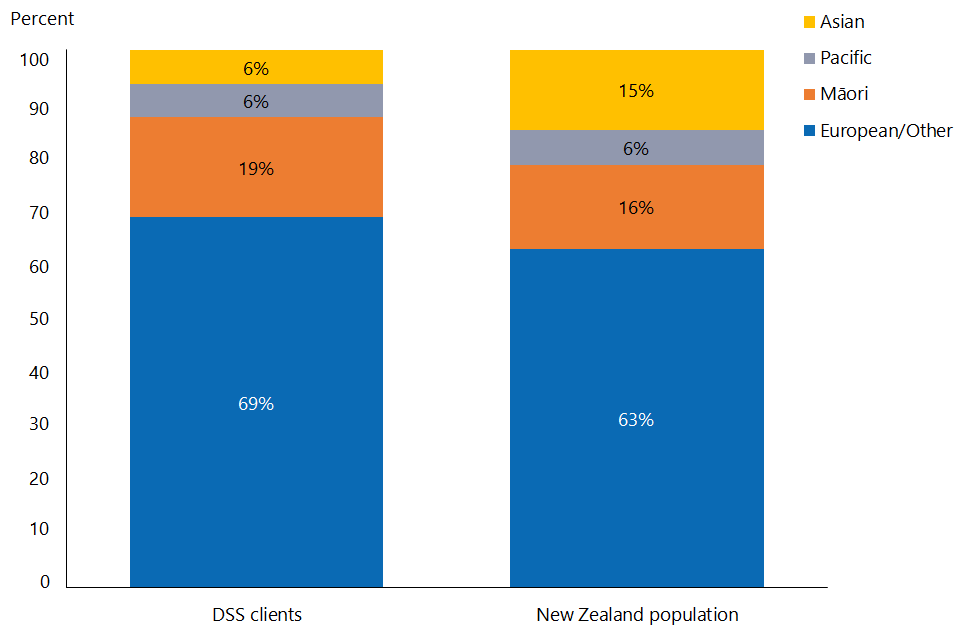 Percent
Asian
Pacific
Māori
European/Other
100
90
80
70
60
50
40
30
20
10
0
6%
6%
19%
69%
15%
6%
16%
63%
DSS clients
New Zealand population